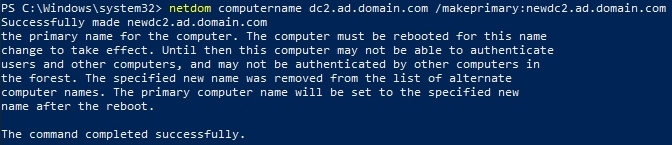 PS C:\Windows\system32> netdom computername dc2.ad.domain.com /makeprimary:newdc2.ad.domain.com
Successfully made newdc2.ad.domain.com
the primary name for the computer. The computer must be rebooted for this name
change to take effect. Until then this computer may not be able to authenticate
users and other computers, and may not be authenticated by other computers in
the forest. The specified new name was removed from the list of alternate
computer names. The primary computer name will be set to the specified new
name after the reboot.
The command completed successfully.